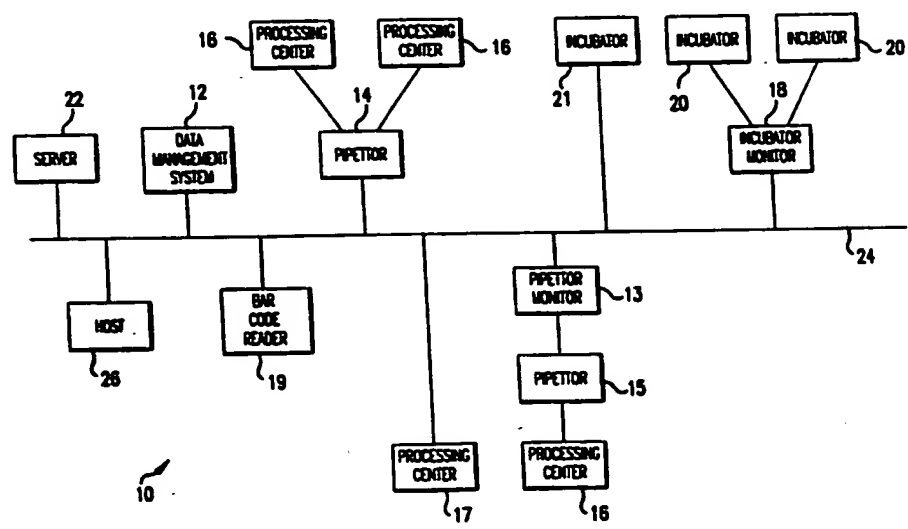 16
PROCESSING
CENTER
PROCESSING
CENTER
16
INCUBATOR
21
INCUBATOR
20
INCUBATOR
20
22
SERVER
12
DATA
MANAGEMENT
SYSTEM
14
PIPETTOR
18
INCUBATOR
MONITOR
24
HOST
26
BAR
CODE
READER
19
PIPETTOR
MONITOR
13
PIPETTOR
15
PROCESSING
CENTER
17
PROCESSING
CENTER
16
10